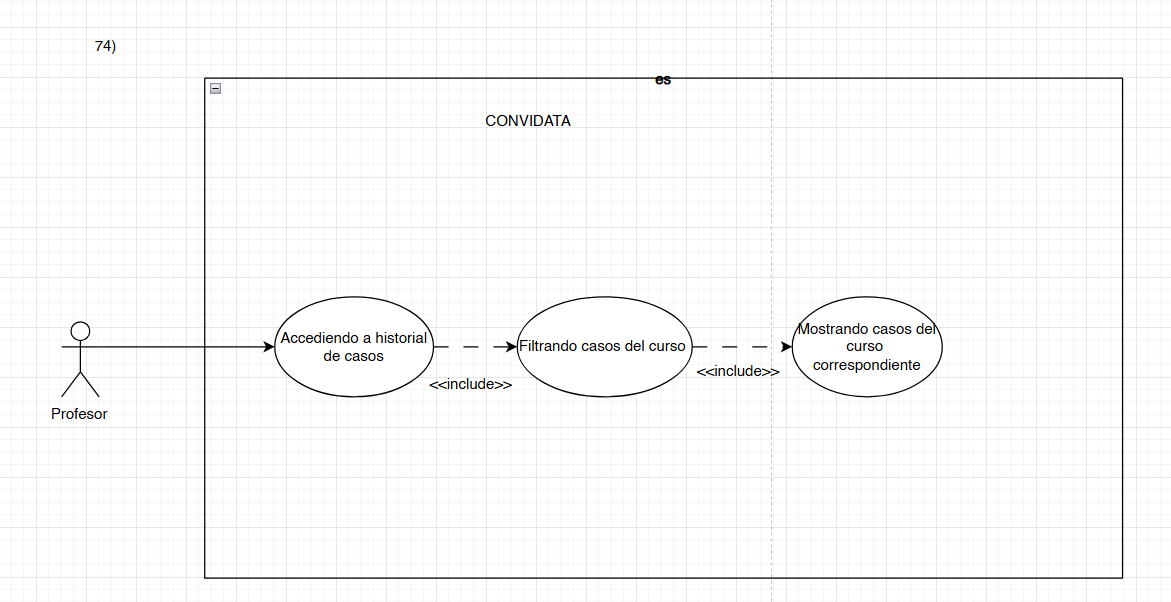 74)
es
CONVIDATA
Accediendo a historial
de casos
Filtrando casos del curso
Mostrando casos del
curso
correspondiente
<<include>>
<<include>>
Profesor